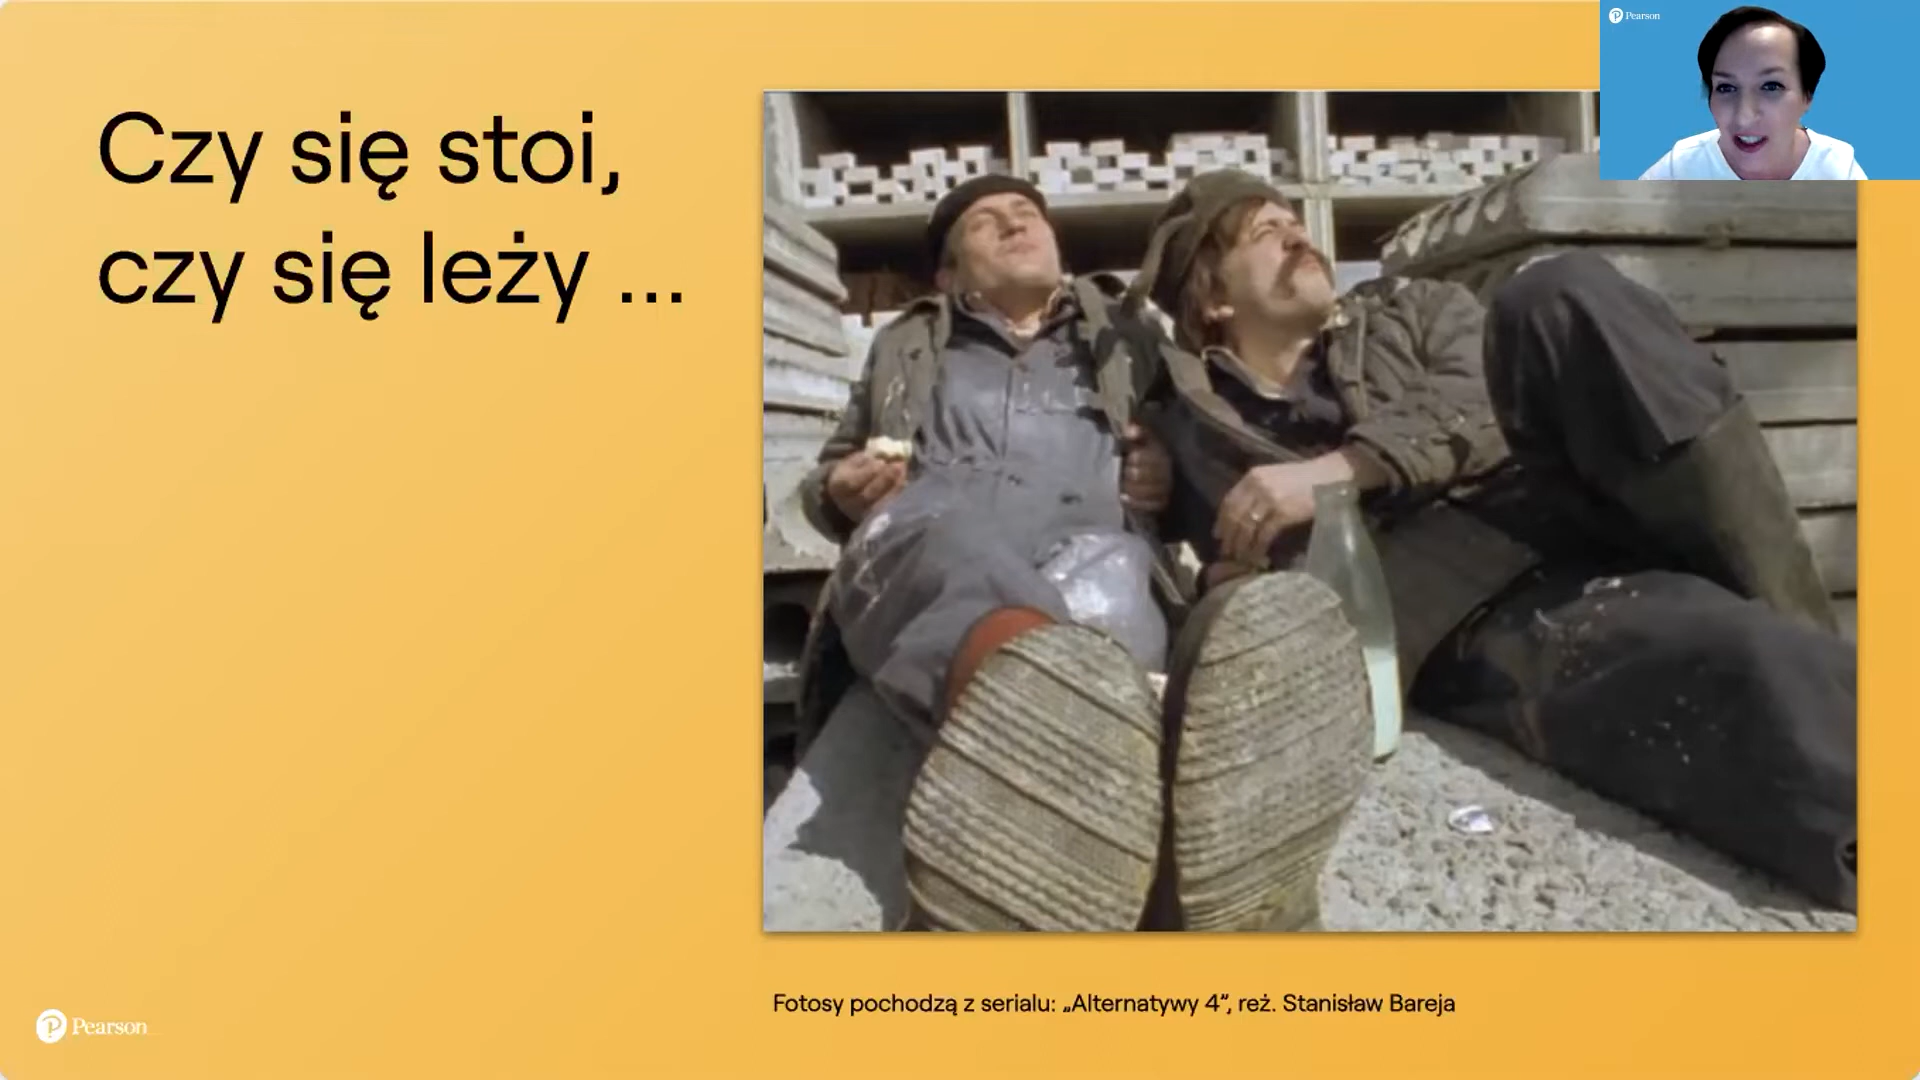 Pearson
Czy się stoi,
czy się leży ...
Fotosy pochodzą z serialu: „Alternatywy 4”, reż. Stanisław Bareja
Pearson